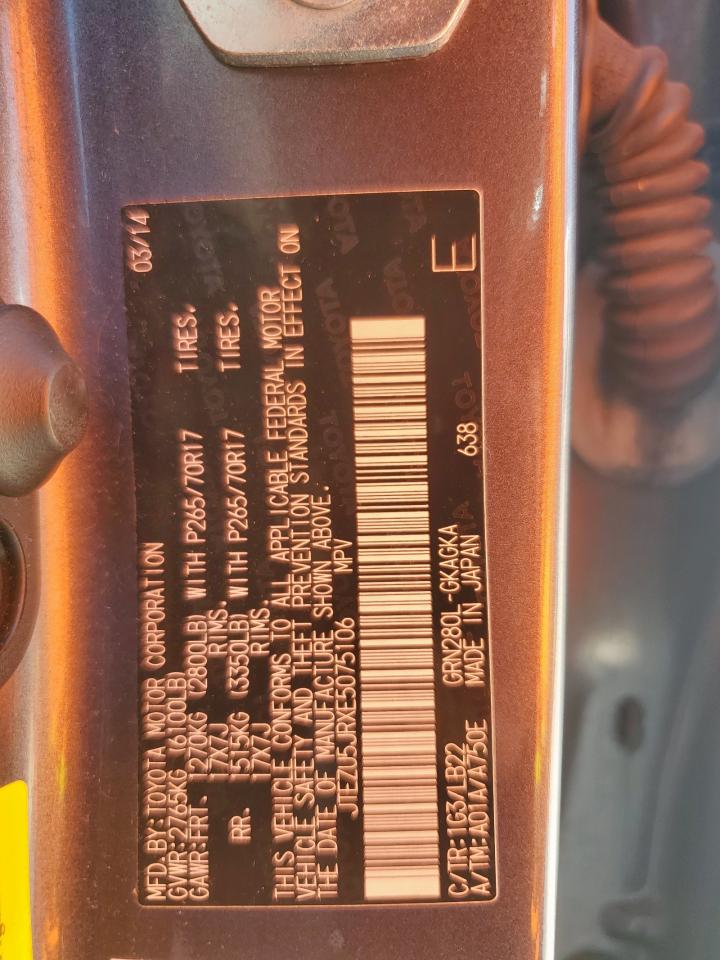 MFD.BY:TOYOTA MOTOR CORPORATION 03/14
GVWR:2765KG (6100LB)
GAWR:FRT. 1270KG (2800LB) WITH P265/70R17 TIRES.
17X7J RIMS.
RR. 1515KG (3350LB) WITH P265/70R17 TIRES.
17X7J RIMS.
THIS VEHICLE CONFORMS TO ALL APPLICABLE FEDERAL MOTOR
VEHICLE SAFETY AND THEFT PREVENTION STANDARDS IN EFFECT ON
THE DATE OF MANUFACTURE SHOWN ABOVE.
JTEZU5JRXE5075106 MPV
C/TR:1G3/LB22 GRN280L -GKAGKA 638 E
A/TM:A01A/A750E MADE IN JAPAN